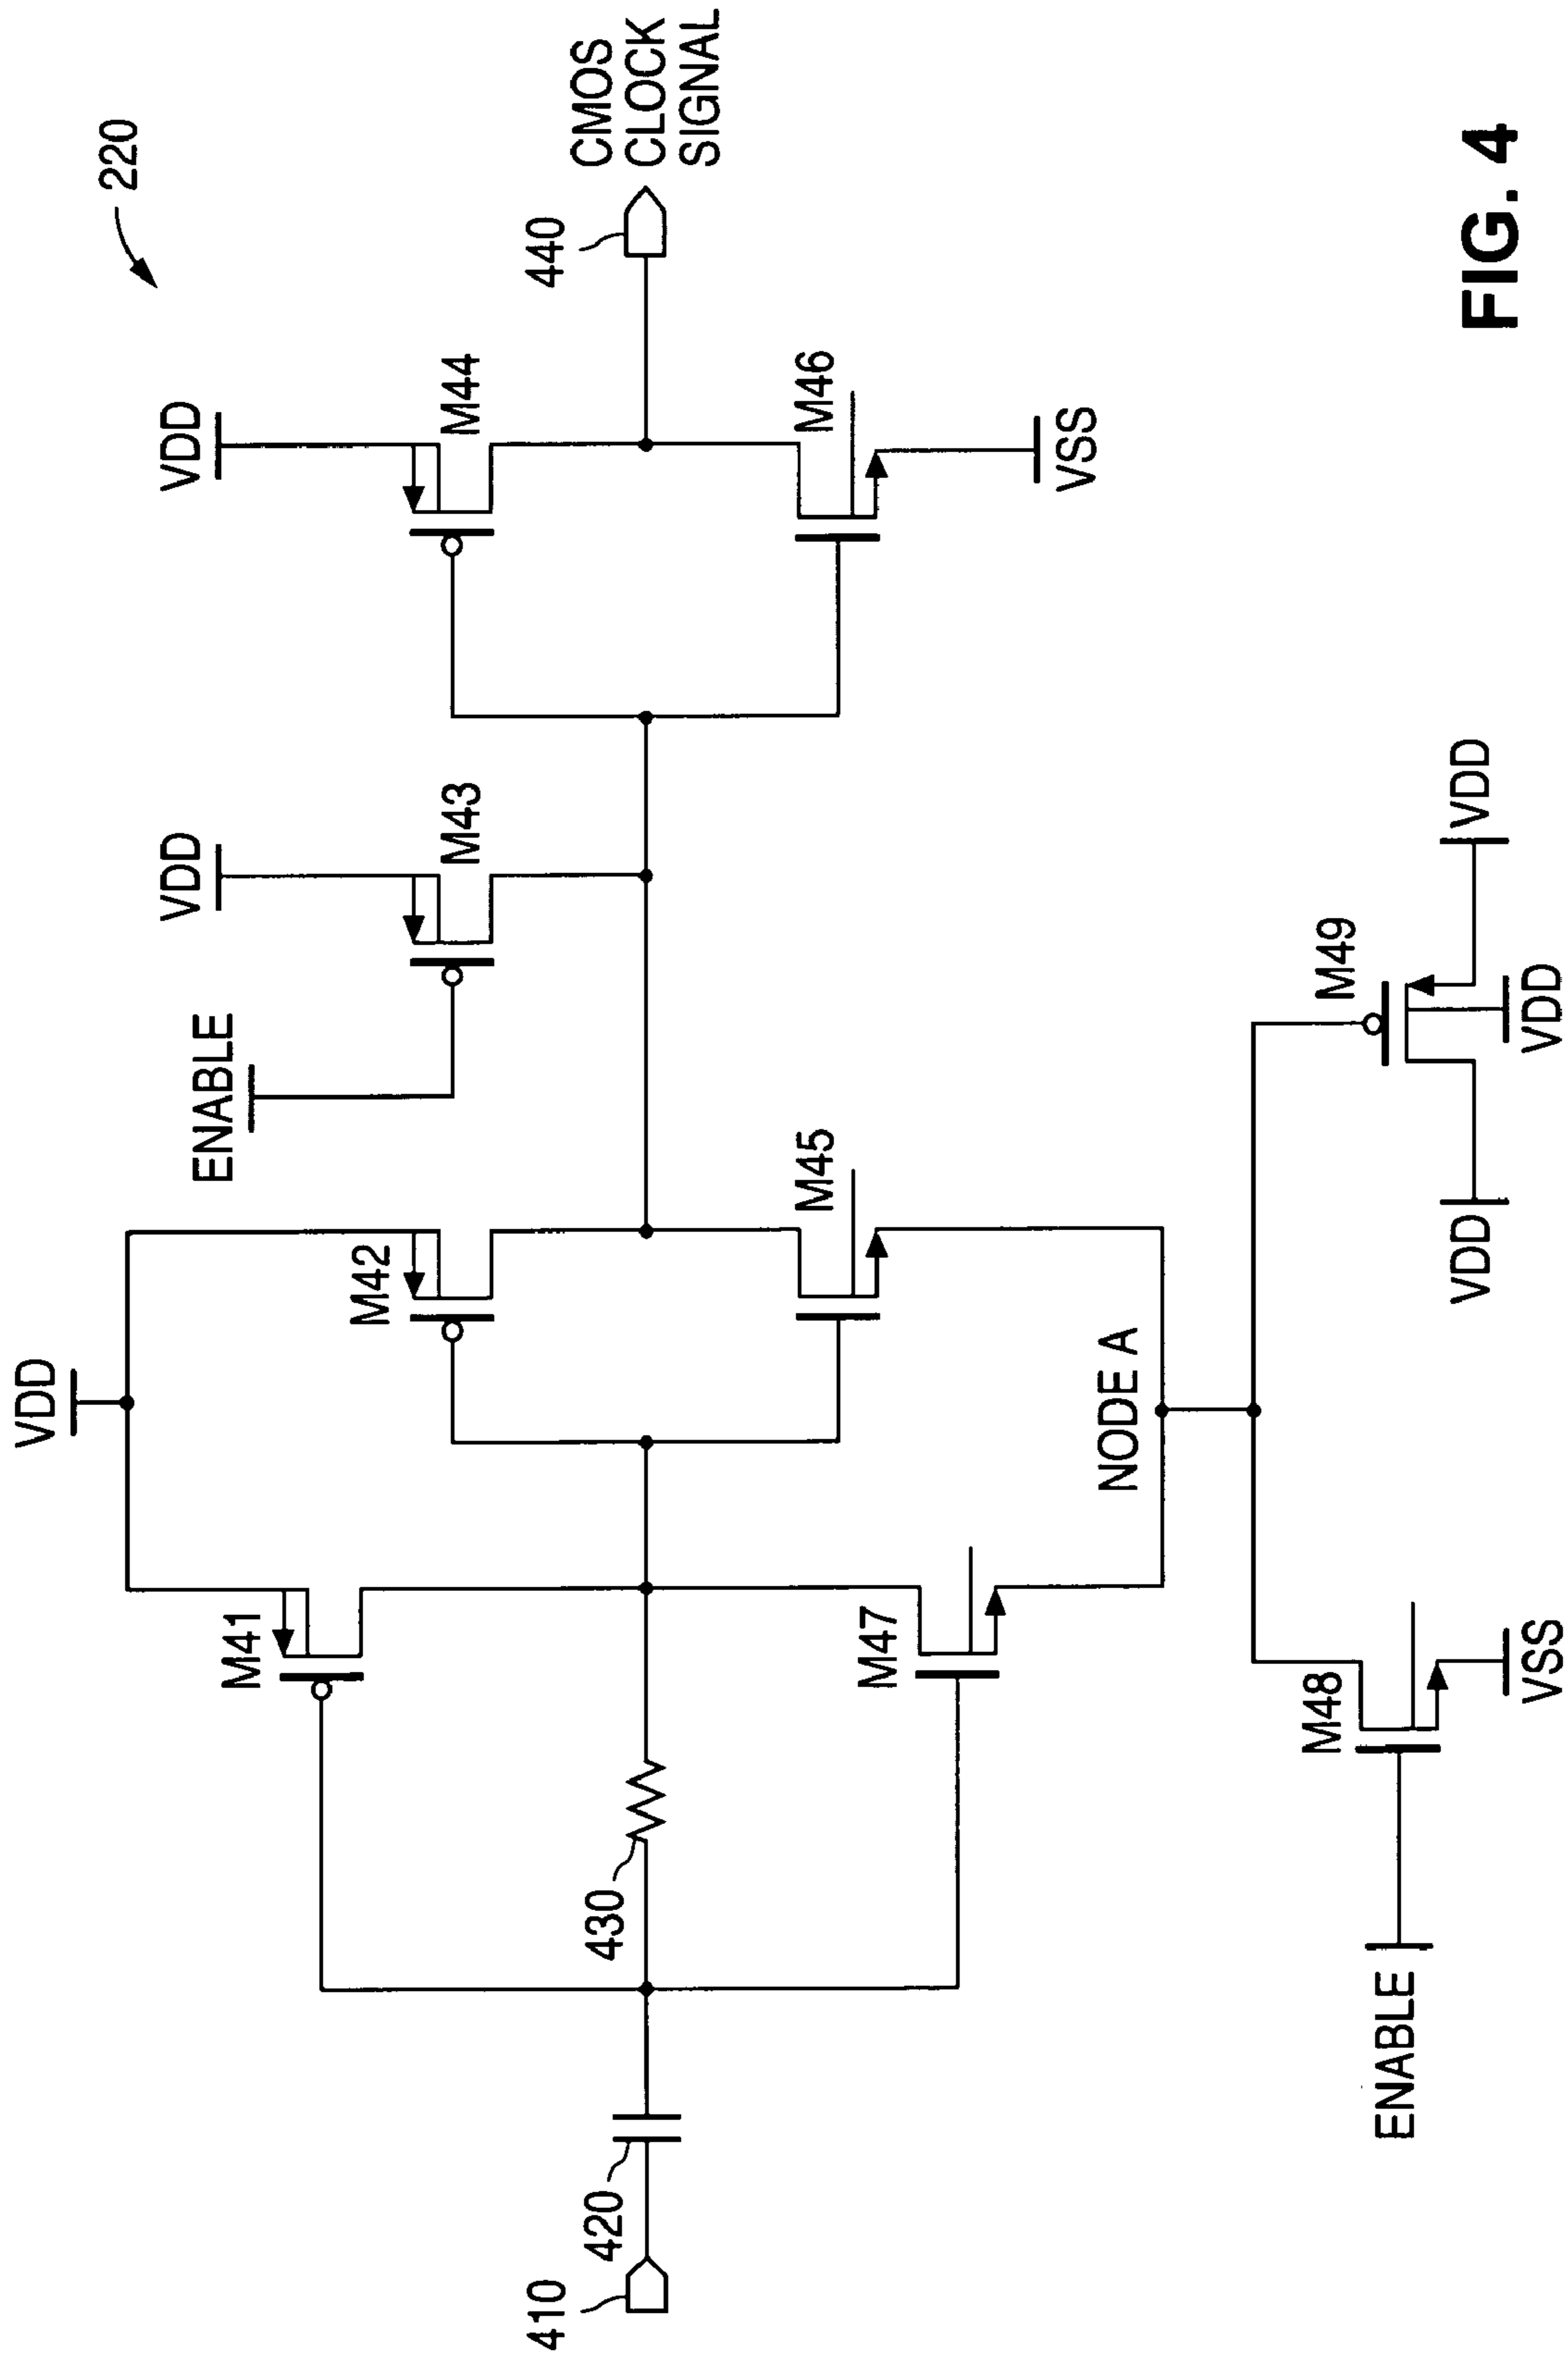 220
VDD
VDD
VDD
ENABLE
M41
M42
M43
M44
CMOS
CLOCK
SIGNAL
440
410
420
430
M47
M45
M46
VSS
NODE A
ENABLE
M48
VSS
M49
VDD
VDD
VDD
FIG. 4